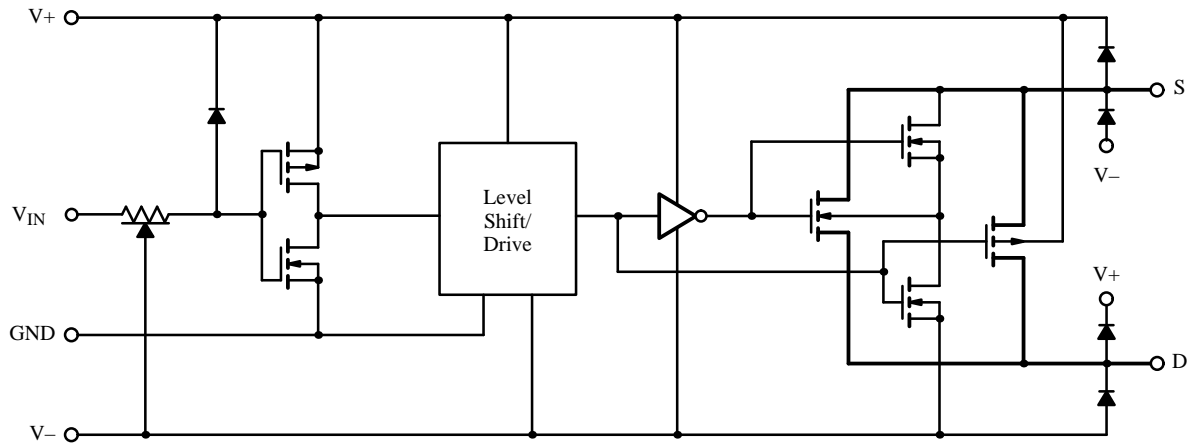 V+
S
V–
V_IN
Level
Shift/
Drive
V+
GND
D
V–